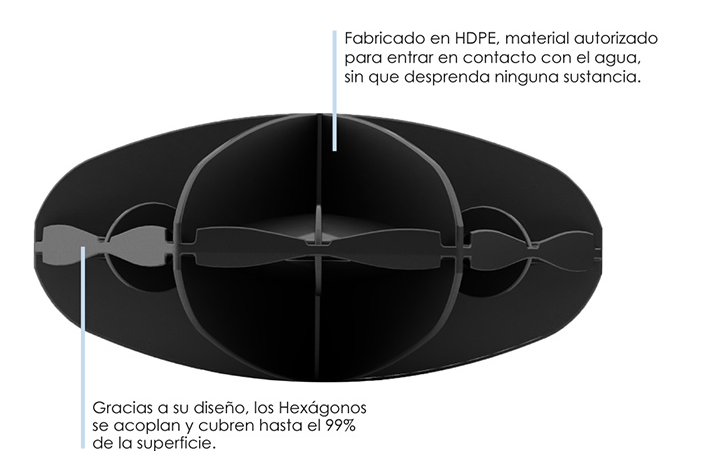 Fabricado en HDPE, material autorizado
para entrar en contacto con el agua,
sin que desprenda ninguna sustancia.
Gracias a su diseño, los Hexágonos
se acoplan y cubren hasta el 99%
de la superficie.